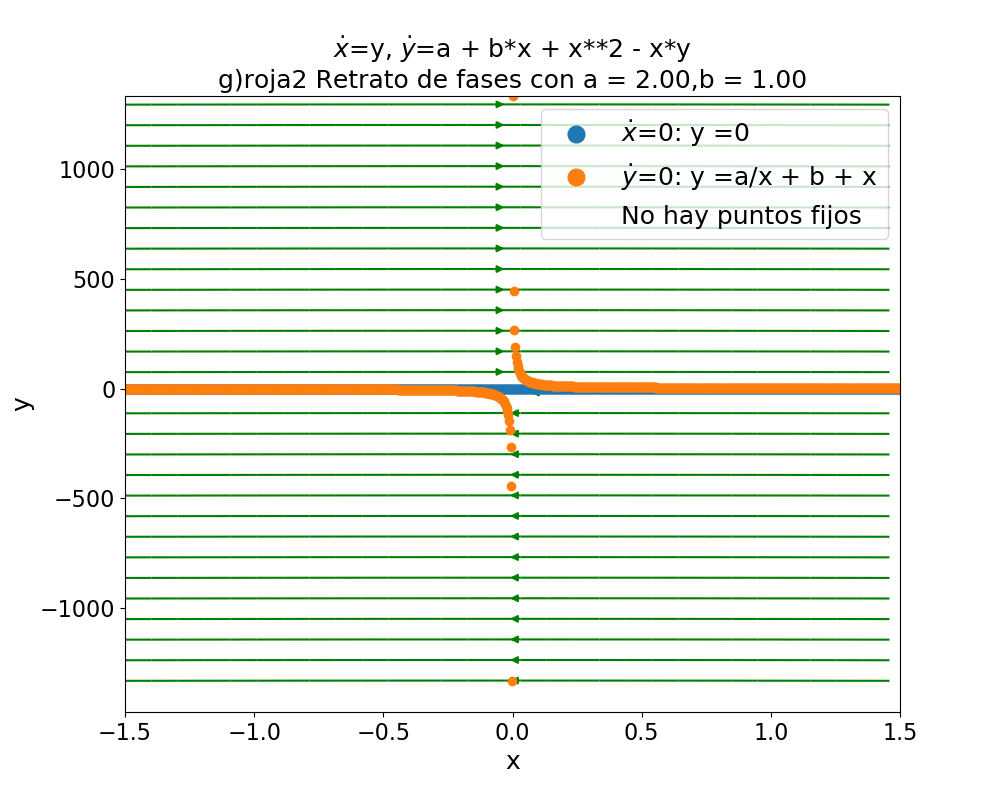 ẋ=y, ẏ=a + b*x + x**2 - x*y
g)roja2 Retrato de fases con a = 2.00,b = 1.00
ẋ=0: y =0
ẏ=0: y =a/x + b + x
No hay puntos fijos
1000
500
0
−500
−1000
y
−1.5 −1.0 −0.5 0.0 0.5 1.0 1.5
x